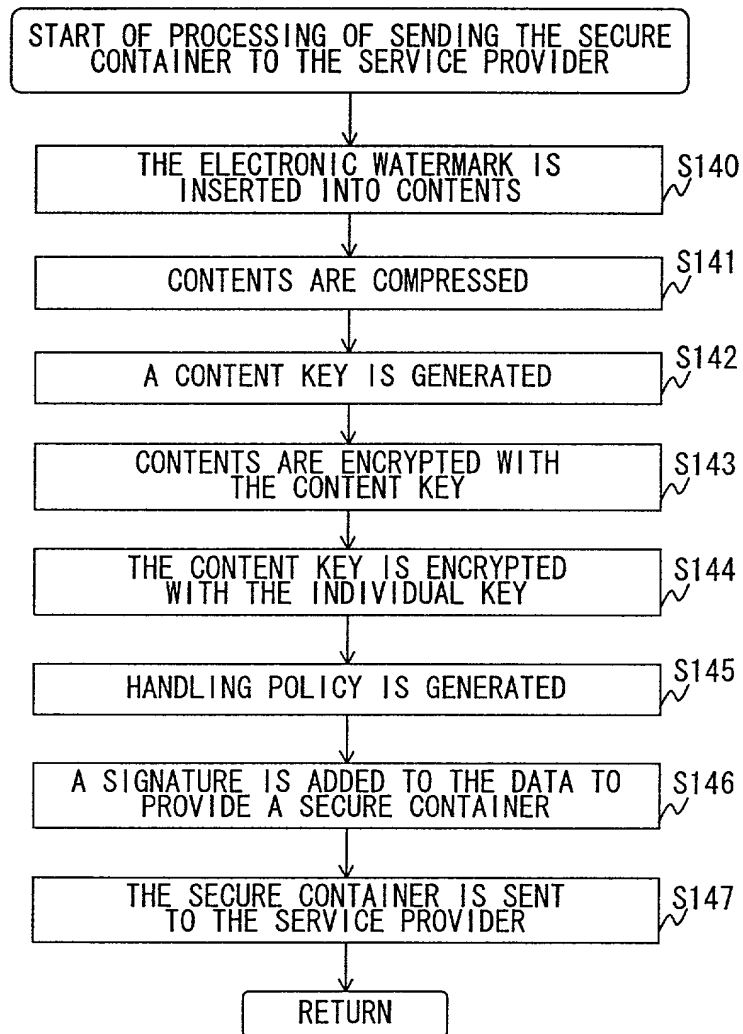 START OF PROCESSING OF SENDING THE SECURE
CONTAINER TO THE SERVICE PROVIDER
THE ELECTRONIC WATERMARK IS
INSERTED INTO CONTENTS
S140
CONTENTS ARE COMPRESSED
S141
A CONTENT KEY IS GENERATED
S142
CONTENTS ARE ENCRYPTED WITH
THE CONTENT KEY
S143
THE CONTENT KEY IS ENCRYPTED
WITH THE INDIVIDUAL KEY
S144
HANDLING POLICY IS GENERATED
S145
A SIGNATURE IS ADDED TO THE DATA TO
PROVIDE A SECURE CONTAINER
S146
THE SECURE CONTAINER IS SENT
TO THE SERVICE PROVIDER
S147
RETURN